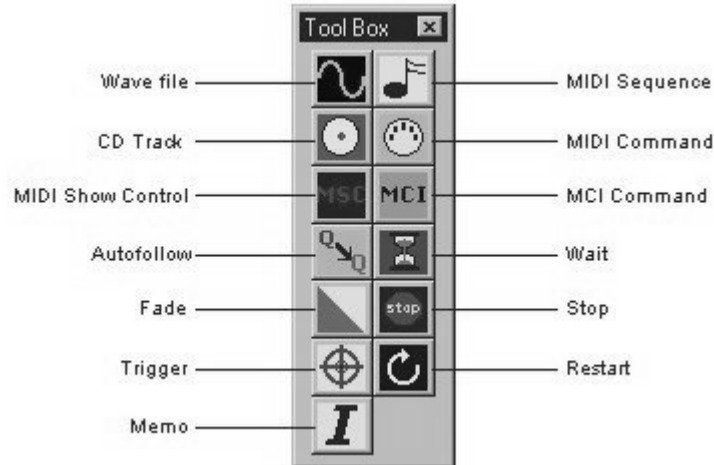 Tool Box
Wave file
MIDI Sequence
CD Track
MIDI Command
MIDI Show Control
MSC
MCI
MCI Command
Autofollow
Q
Q
Wait
Fade
stop
Stop
Trigger
Restart
Memo
I